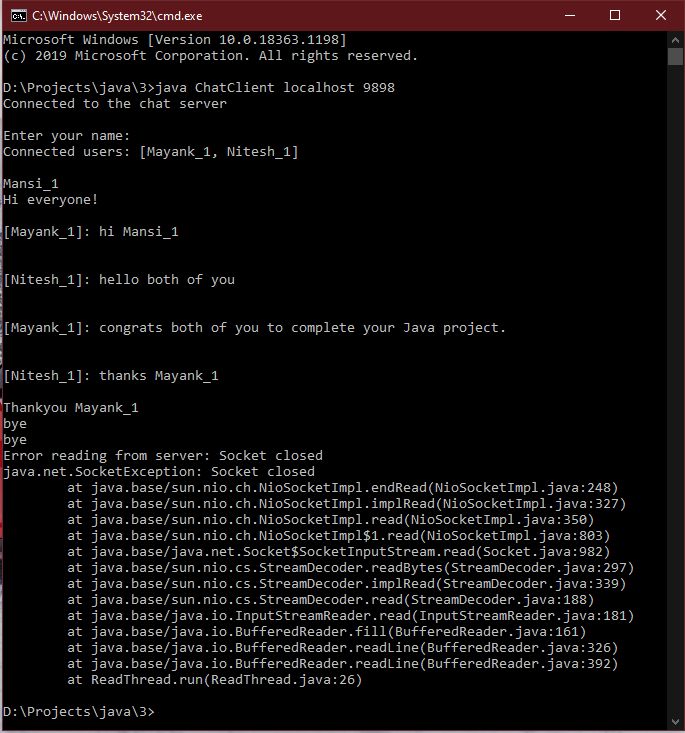 C:\Windows\System32\cmd.exe
Microsoft Windows [Version 10.0.18363.1198]
(c) 2019 Microsoft Corporation. All rights reserved.
D:\Projects\java\3>java ChatClient localhost 9898
Connected to the chat server
Enter your name:
Connected users: [Mayank_1, Nitesh_1]
Mansi_1
Hi everyone!
[Mayank_1]: hi Mansi_1
[Nitesh_1]: hello both of you
[Mayank_1]: congrats both of you to complete your Java project.
[Nitesh_1]: thanks Mayank_1
Thankyou Mayank_1
bye
bye
Error reading from server: Socket closed
java.net.SocketException: Socket closed
at java.base/sun.nio.ch.NioSocketImpl.endRead(NioSocketImpl.java:248)
at java.base/sun.nio.ch.NioSocketImpl.implRead(NioSocketImpl.java:327)
at java.base/sun.nio.ch.NioSocketImpl.read(NioSocketImpl.java:350)
at java.base/sun.nio.ch.NioSocketImpl$1.read(NioSocketImpl.java:803)
at java.base/java.net.Socket$SocketInputStream.read(Socket.java:982)
at java.base/sun.nio.cs.StreamDecoder.readBytes(StreamDecoder.java:297)
at java.base/sun.nio.cs.StreamDecoder.implRead(StreamDecoder.java:339)
at java.base/sun.nio.cs.StreamDecoder.read(StreamDecoder.java:188)
at java.base/java.io.InputStreamReader.read(InputStreamReader.java:181)
at java.base/java.io.BufferedReader.fill(BufferedReader.java:161)
at java.base/java.io.BufferedReader.readLine(BufferedReader.java:326)
at java.base/java.io.BufferedReader.readLine(BufferedReader.java:392)
at ReadThread.run(ReadThread.java:26)
D:\Projects\java\3>